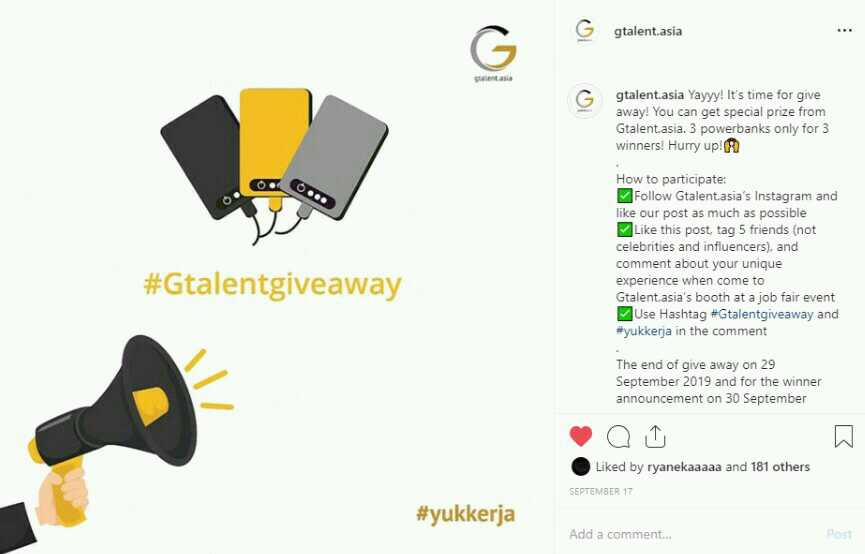 gtalent.asia
#Gtalentgiveaway
#yukkerja
gtalent.asia
gtalent.asia Yayyy! It's time for give
away! You can get special prize from
Gtalent.asia. 3 powerbanks only for 3
winners! Hurry up!🙌
.
How to participate:
✅Follow Gtalent.asia's Instagram and
like our post as much as possible
✅Like this post, tag 5 friends (not
celebrities and influencers), and
comment about your unique
experience when come to
Gtalent.asia's booth at a job fair event
✅Use Hashtag #Gtalentgiveaway and
#yukkerja in the comment
.
The end of give away on 29
September 2019 and for the winner
announcement on 30 September
Liked by ryanekaaaaa and 181 others
SEPTEMBER 17
Add a comment...
Post